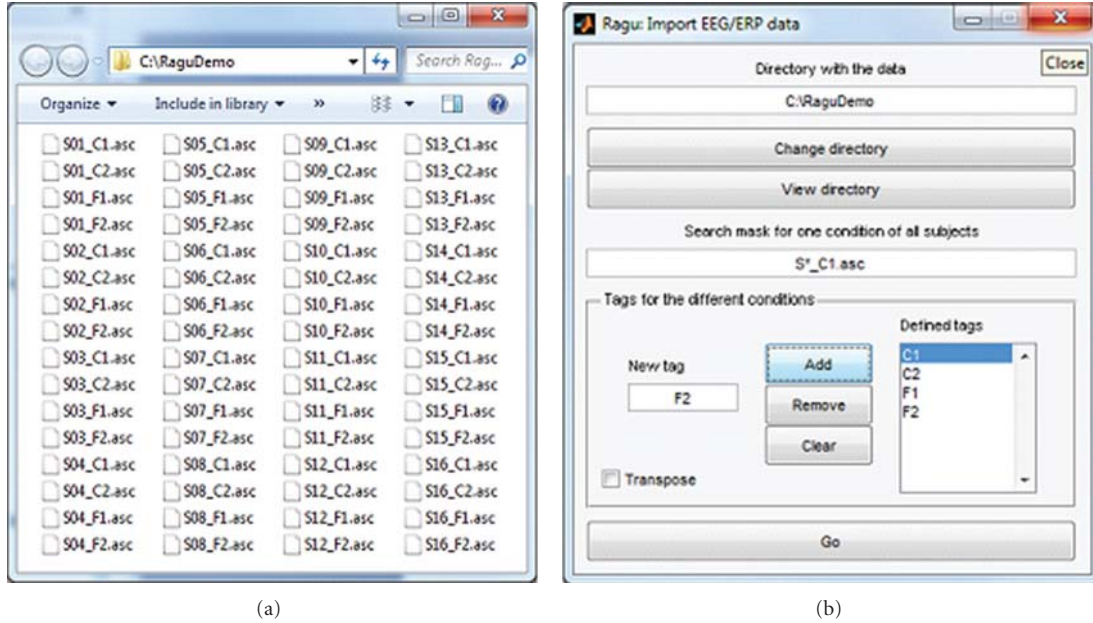 C:\RaguDemo
Search Rag...
Organize
Include in library
»
S01_C1.asc S05_C1.asc S09_C1.asc S13_C1.asc
S01_C2.asc S05_C2.asc S09_C2.asc S13_C2.asc
S01_F1.asc S05_F1.asc S09_F1.asc S13_F1.asc
S01_F2.asc S05_F2.asc S09_F2.asc S13_F2.asc
S02_C1.asc S06_C1.asc S10_C1.asc S14_C1.asc
S02_C2.asc S06_C2.asc S10_C2.asc S14_C2.asc
S02_F1.asc S06_F1.asc S10_F1.asc S14_F1.asc
S02_F2.asc S06_F2.asc S10_F2.asc S14_F2.asc
S03_C1.asc S07_C1.asc S11_C1.asc S15_C1.asc
S03_C2.asc S07_C2.asc S11_C2.asc S15_C2.asc
S03_F1.asc S07_F1.asc S11_F1.asc S15_F1.asc
S03_F2.asc S07_F2.asc S11_F2.asc S15_F2.asc
S04_C1.asc S08_C1.asc S12_C1.asc S16_C1.asc
S04_C2.asc S08_C2.asc S12_C2.asc S16_C2.asc
S04_F1.asc S08_F1.asc S12_F1.asc S16_F1.asc
S04_F2.asc S08_F2.asc S12_F2.asc S16_F2.asc
(a)
Ragu: Import EEG/ERP data
Close
Directory with the data
C:\RaguDemo
Change directory
View directory
Search mask for one condition of all subjects
S*_C1.asc
Tags for the different conditions
New tag
F2
Add
Remove
Clear
Defined tags
C1
C2
F1
F2
Transpose
Go
(b)